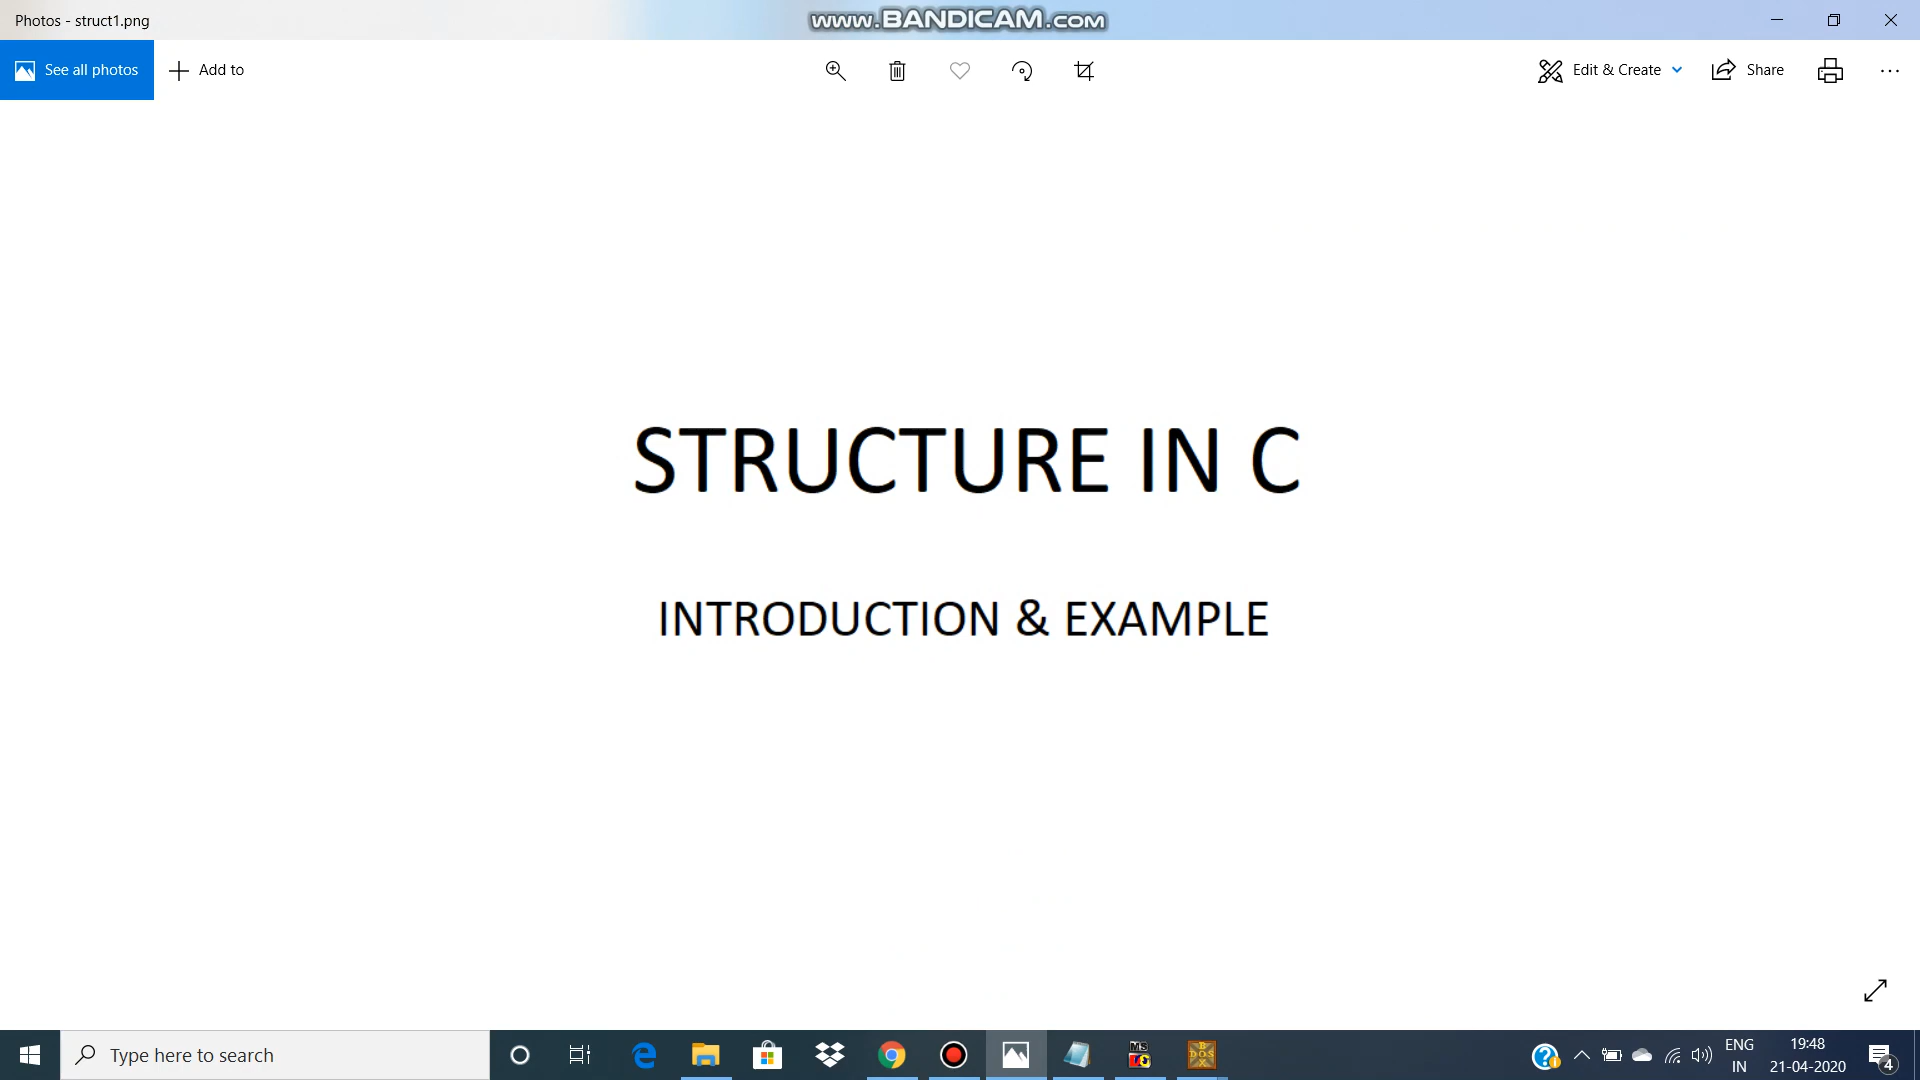 Photos - struct1.png
www.BANDICAM.com
See all photos
Add to
Edit & Create
Share
STRUCTURE IN C
INTRODUCTION & EXAMPLE
Type here to search
ENG
IN
19:48
21-04-2020
4